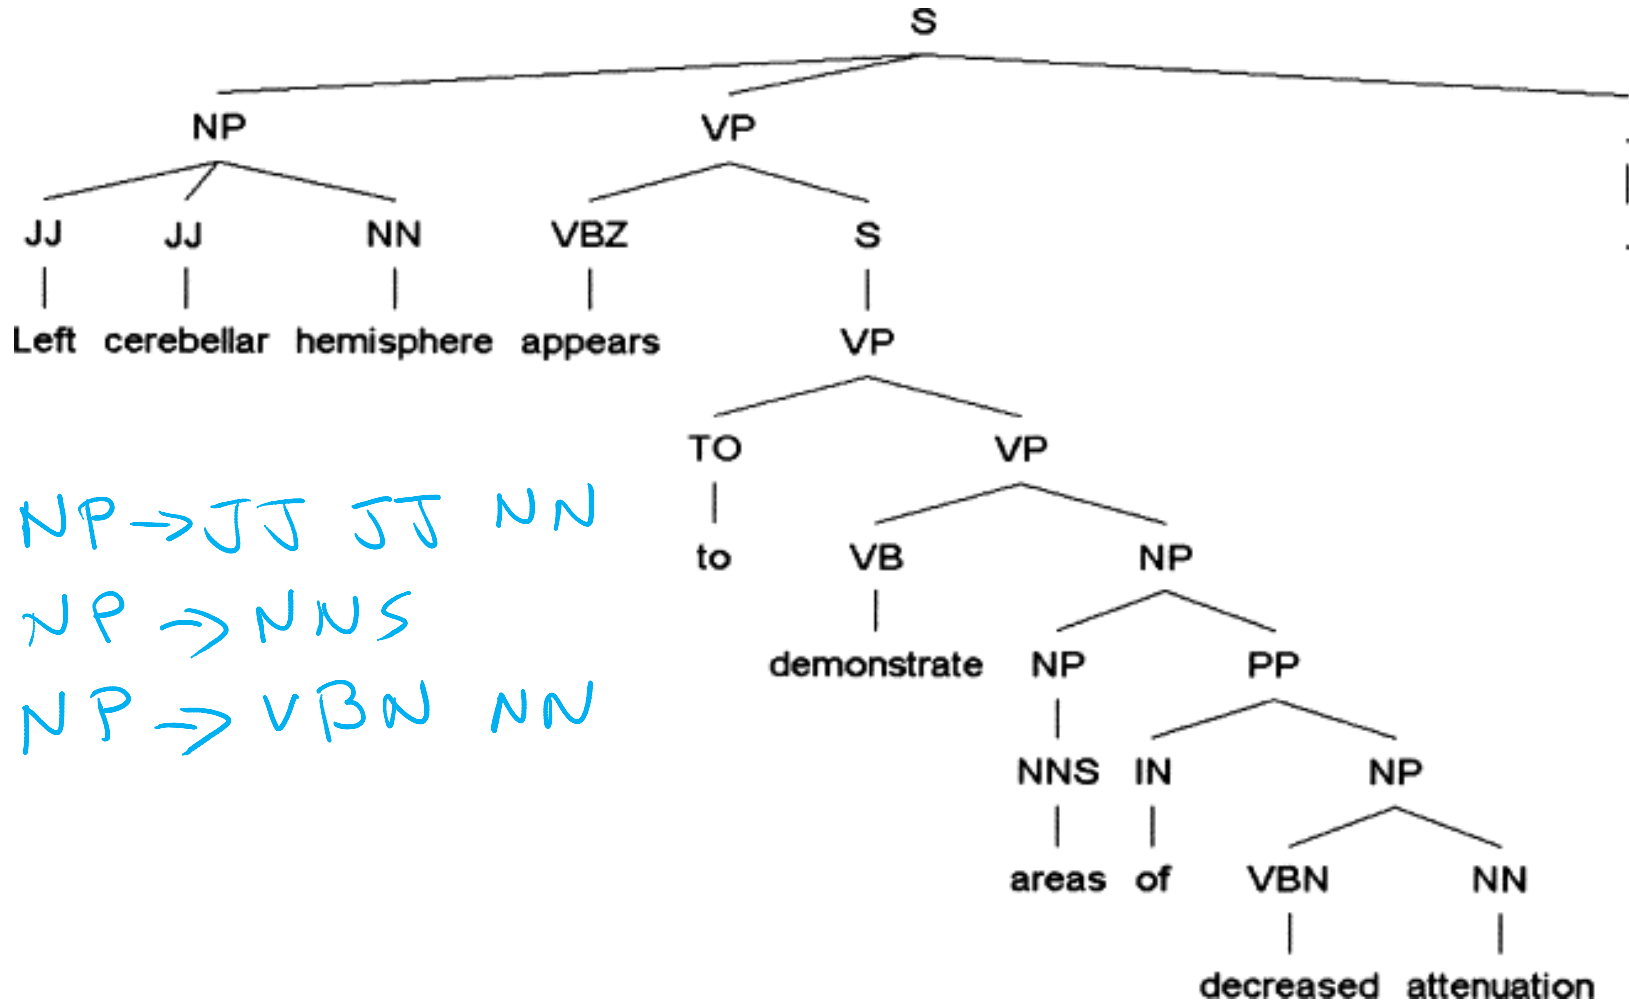 S
NP VP
JJ JJ NN VBZ S
Left cerebellar hemisphere appears VP
TO VP
NP→JJ JJ NN
to VB NP
NP→NNS
demonstrate NP PP
NP→VBN NN
NNS IN NP
areas of VBN NN
decreased attenuation